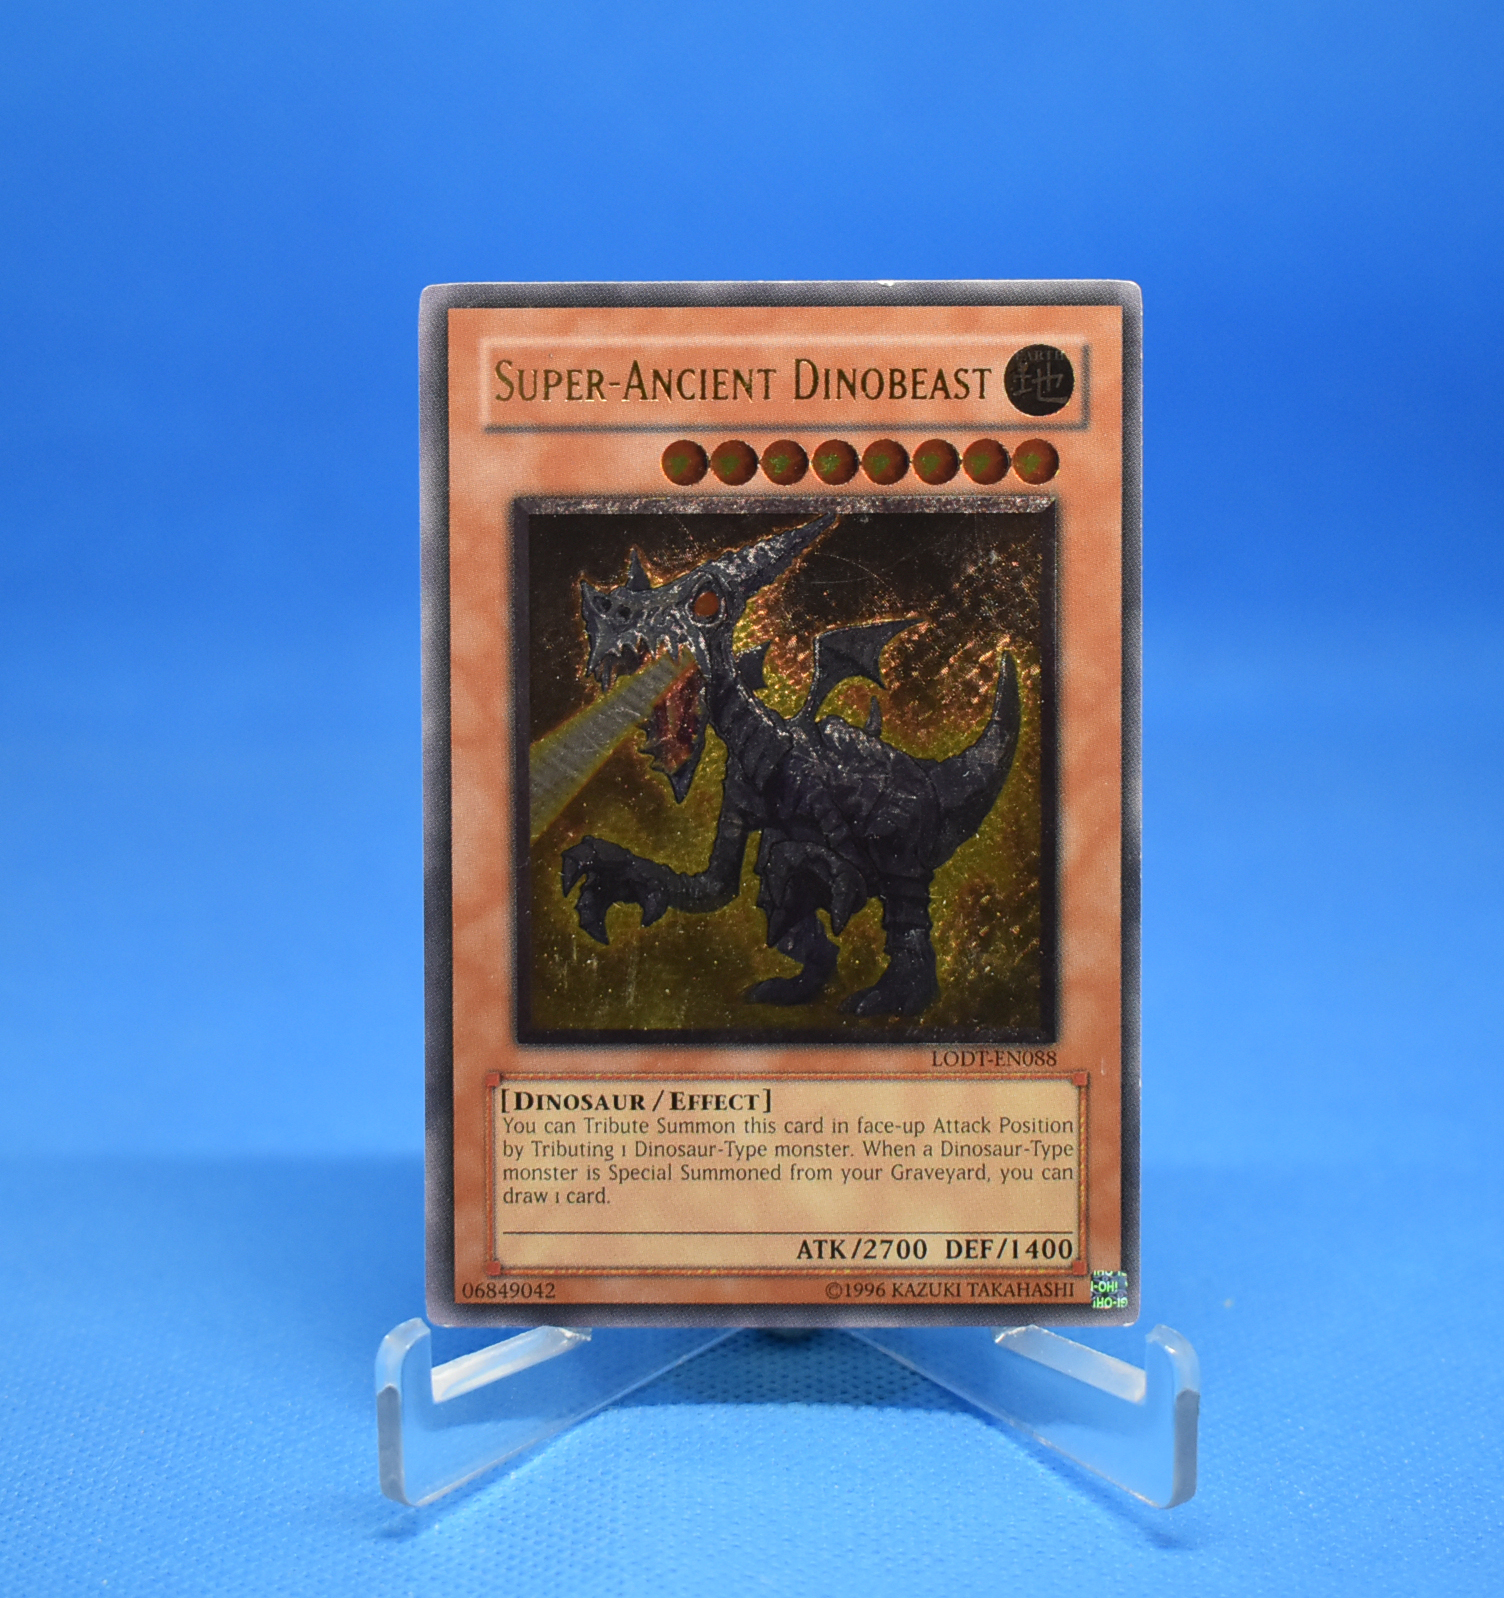 SUPER-ANCIENT DINOBEAST
EARTH
地
LODT-EN088
[DINOSAUR / EFFECT]
You can Tribute Summon this card in face-up Attack Position
by Tributing 1 Dinosaur-Type monster. When a Dinosaur-Type
monster is Special Summoned from your Graveyard, you can
draw 1 card.
ATK/2700 DEF/1400
06849042
©1996 KAZUKI TAKAHASHI